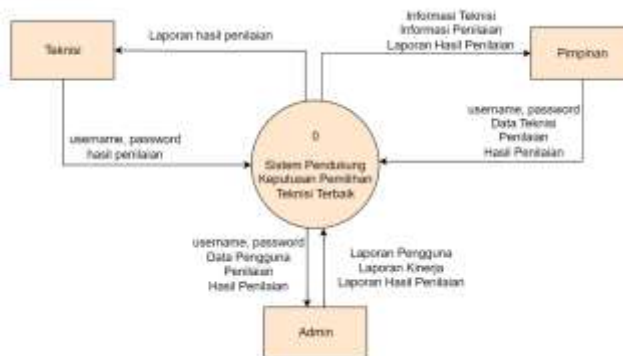 Informasi Teknisi
Informasi Penilaian
Laporan Hasil Penilaian
Laporan hasil penilaian
Teknisi
Pimpinan
username, password
hasil penilaian
0
Sistem Pendukung
Keputusan Pemilihan
Teknisi Terbaik
username, password
Data Teknisi
Penilaian
Hasil Penilaian
username, password
Data Pengguna
Penilaian
Hasil Penilaian
Laporan Pengguna
Laporan Kinerja
Laporan Hasil Penilaian
Admin